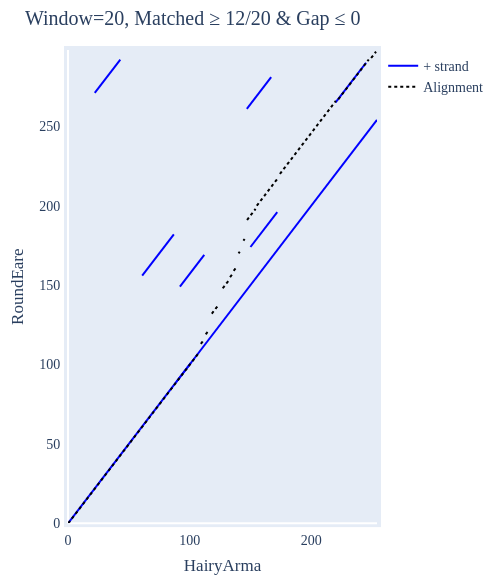 Window=20, Matched ≥ 12/20 & Gap ≤ 0
+ strand
Alignment
RoundEare
250
200
150
100
50
0
0 100 200
HairyArma